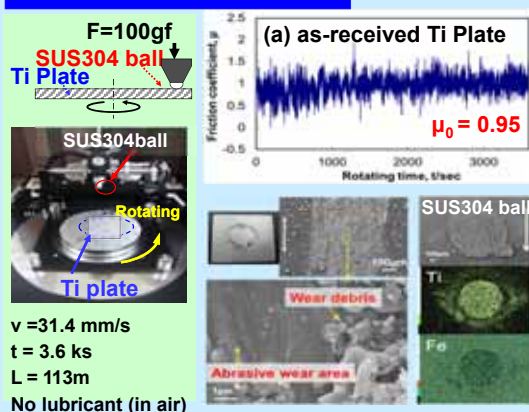 F=100gf
SUS304 ball
Ti Plate
SUS304ball
Rotating
Ti plate
v =31.4 mm/s
t = 3.6 ks
L = 113m
No lubricant (in air)
(a) as-received Ti Plate
Friction coefficient, μ
2
1.5
1
0.5
0
-0.5
μ0 = 0.95
0
1000
2000
3000
Rotating time, t/sec
SUS304 ball
Wear debris
Abrasive wear area
Ti
Fe